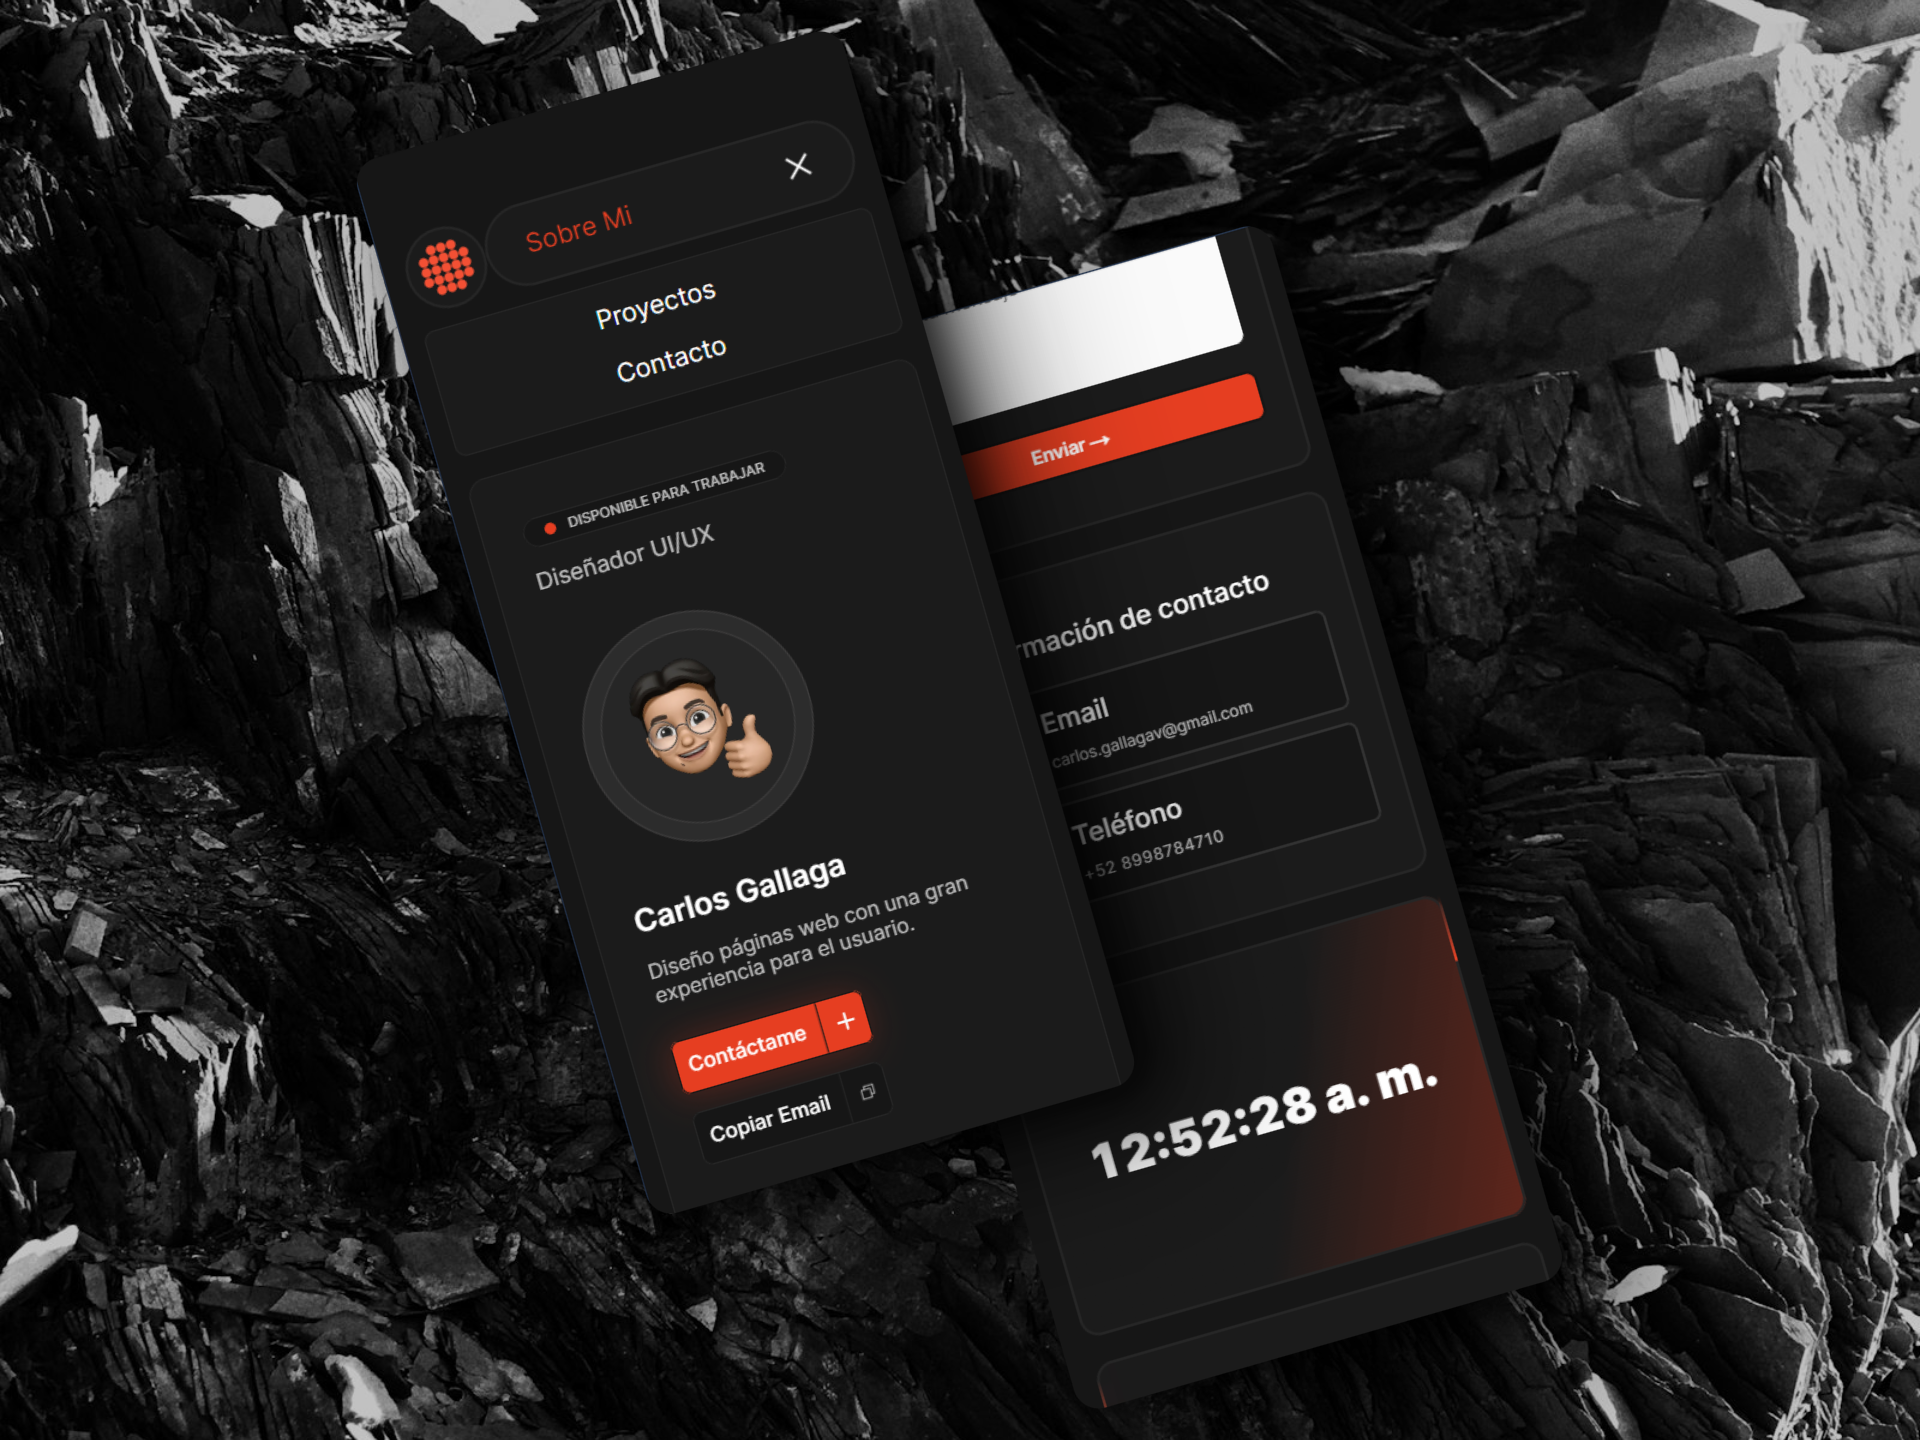 Sobre Mi
Proyectos
Contacto
DISPONIBLE PARA TRABAJAR
Diseñador UI/UX
Carlos Gallaga
Diseño páginas web con una gran
experiencia para el usuario.
Contáctame +
Copiar Email
Enviar →
rmación de contacto
Email
carlos.gallagav@gmail.com
Teléfono
+52 8998784710
12:52:28 a. m.